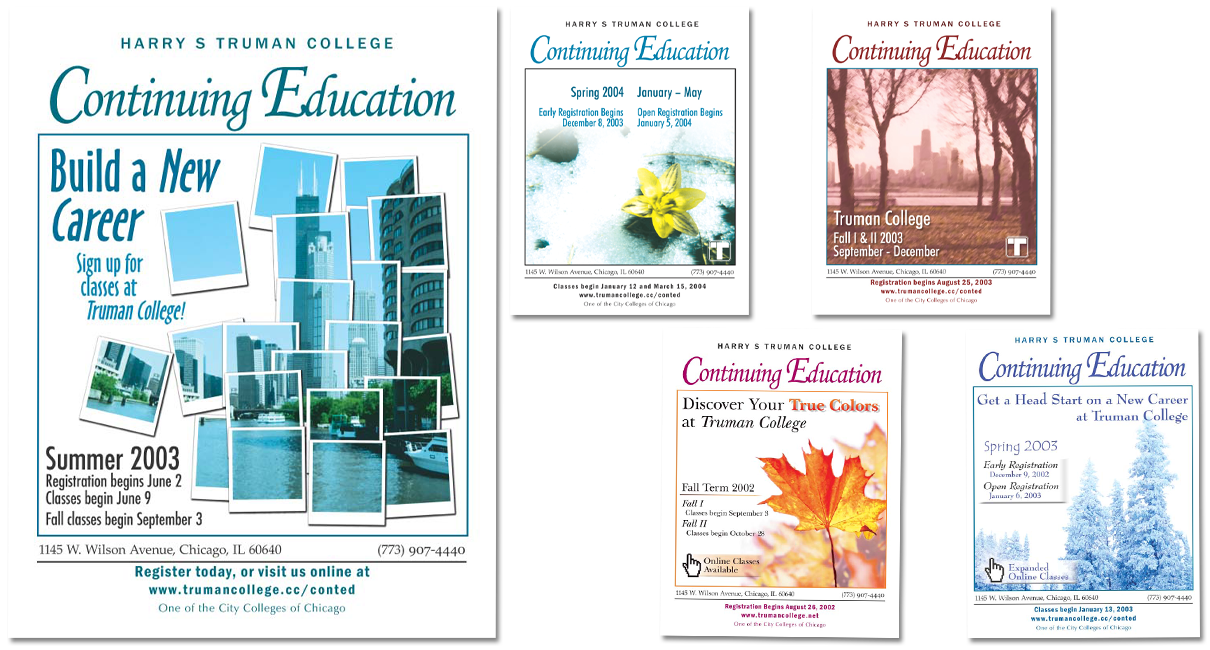 HARRY S TRUMAN COLLEGE
Continuing Education
Build a New
Career
Sign up for
classes at
Truman College!
Summer 2003
Registration begins June 2
Classes begin June 9
Fall classes begin September 3
1145 W. Wilson Avenue, Chicago, IL 60640 (773) 907-4440
Register today, or visit us online at
www.trumancollege.cc/conted
One of the City Colleges of Chicago
HARRY S TRUMAN COLLEGE
Continuing Education
Spring 2004 January – May
Early Registration Begins Open Registration Begins
December 8, 2003 January 5, 2004
T
1145 W. Wilson Avenue, Chicago, IL 60640 (773) 907-4440
Classes begin January 12 and March 15, 2004
www.trumancollege.cc/conted
One of the City Colleges of Chicago
HARRY S TRUMAN COLLEGE
Continuing Education
Truman College
Fall I & II 2003
September - December
T
1145 W. Wilson Avenue, Chicago, IL 60640 (773) 907-4440
Registration begins August 25, 2003
www.trumancollege.cc/conted
One of the City Colleges of Chicago
HARRY S TRUMAN COLLEGE
Continuing Education
Discover Your True Colors
at Truman College
Fall Term 2002
Fall I
Classes begin September 3
Fall II
Classes begin October 28
Online Classes
Available
1145 W. Wilson Avenue, Chicago, IL 60640 (773) 907-4440
Registration Begins August 26, 2002
www.trumancollege.net
One of the City Colleges of Chicago
HARRY S TRUMAN COLLEGE
Continuing Education
Get a Head Start on a New Career
at Truman College
Spring 2003
Early Registration
December 9, 2002
Open Registration
January 6, 2003
Expanded
Online Classes
1145 W. Wilson Avenue, Chicago, IL 60640 (773) 907-4440
Classes begin January 13, 2003
www.trumancollege.cc/conted
One of the City Colleges of Chicago